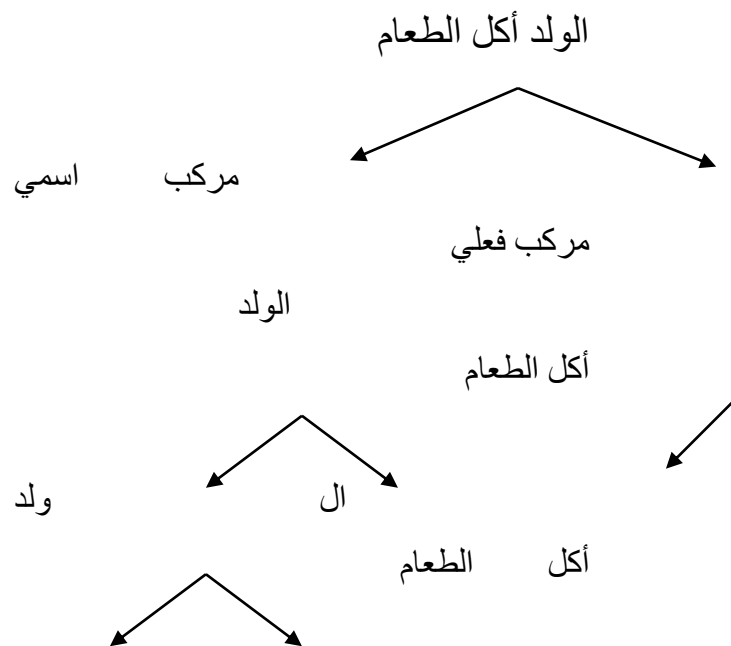 الولد أكل الطعام
مركب اسمي
مركب فعلي
الولد
أكل الطعام
ال ولد
أكل الطعام